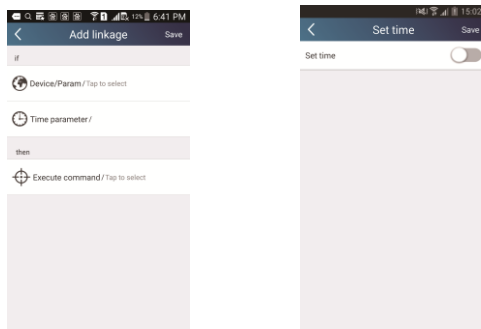 12% 6:41 PM
Add linkage Save
if
Device/Param/Tap to select
Time parameter/
then
Execute command/Tap to select
15:02
Set time Save
Set time